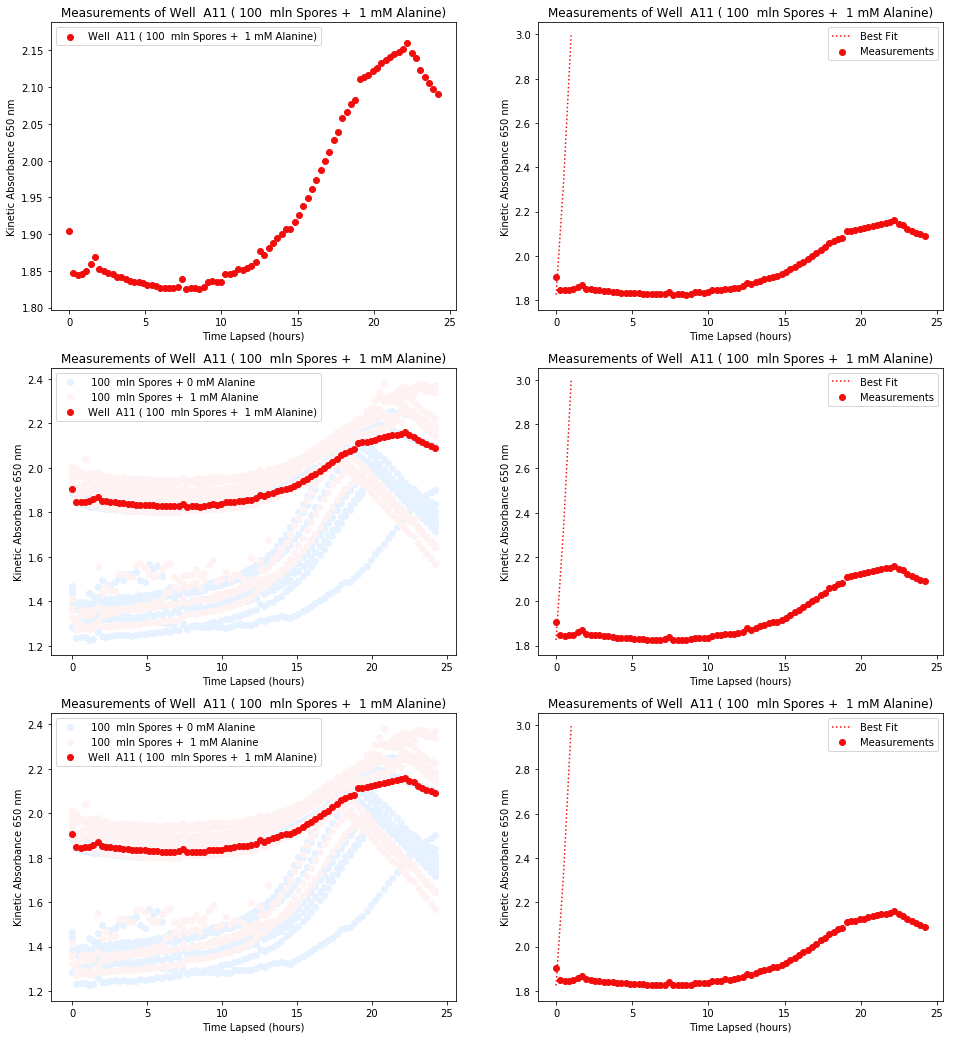 Measurements of Well  A11 ( 100  mln Spores +  1 mM Alanine)
Well  A11 ( 100  mln Spores +  1 mM Alanine)
Kinetic Absorbance 650 nm
2.15
2.10
2.05
2.00
1.95
1.90
1.85
1.80
0 5 10 15 20 25
Time Lapsed (hours)
Measurements of Well  A11 ( 100  mln Spores +  1 mM Alanine)
Best Fit
Measurements
Kinetic Absorbance 650 nm
3.0
2.8
2.6
2.4
2.2
2.0
1.8
0 5 10 15 20 25
Time Lapsed (hours)
Measurements of Well  A11 ( 100  mln Spores +  1 mM Alanine)
100  mln Spores + 0 mM Alanine
100  mln Spores +  1 mM Alanine
Well  A11 ( 100  mln Spores +  1 mM Alanine)
Kinetic Absorbance 650 nm
2.4
2.2
2.0
1.8
1.6
1.4
1.2
0 5 10 15 20 25
Time Lapsed (hours)
Measurements of Well  A11 ( 100  mln Spores +  1 mM Alanine)
Best Fit
Measurements
Kinetic Absorbance 650 nm
3.0
2.8
2.6
2.4
2.2
2.0
1.8
0 5 10 15 20 25
Time Lapsed (hours)
Measurements of Well  A11 ( 100  mln Spores +  1 mM Alanine)
100  mln Spores + 0 mM Alanine
100  mln Spores +  1 mM Alanine
Well  A11 ( 100  mln Spores +  1 mM Alanine)
Kinetic Absorbance 650 nm
2.4
2.2
2.0
1.8
1.6
1.4
1.2
0 5 10 15 20 25
Time Lapsed (hours)
Measurements of Well  A11 ( 100  mln Spores +  1 mM Alanine)
Best Fit
Measurements
Kinetic Absorbance 650 nm
3.0
2.8
2.6
2.4
2.2
2.0
1.8
0 5 10 15 20 25
Time Lapsed (hours)